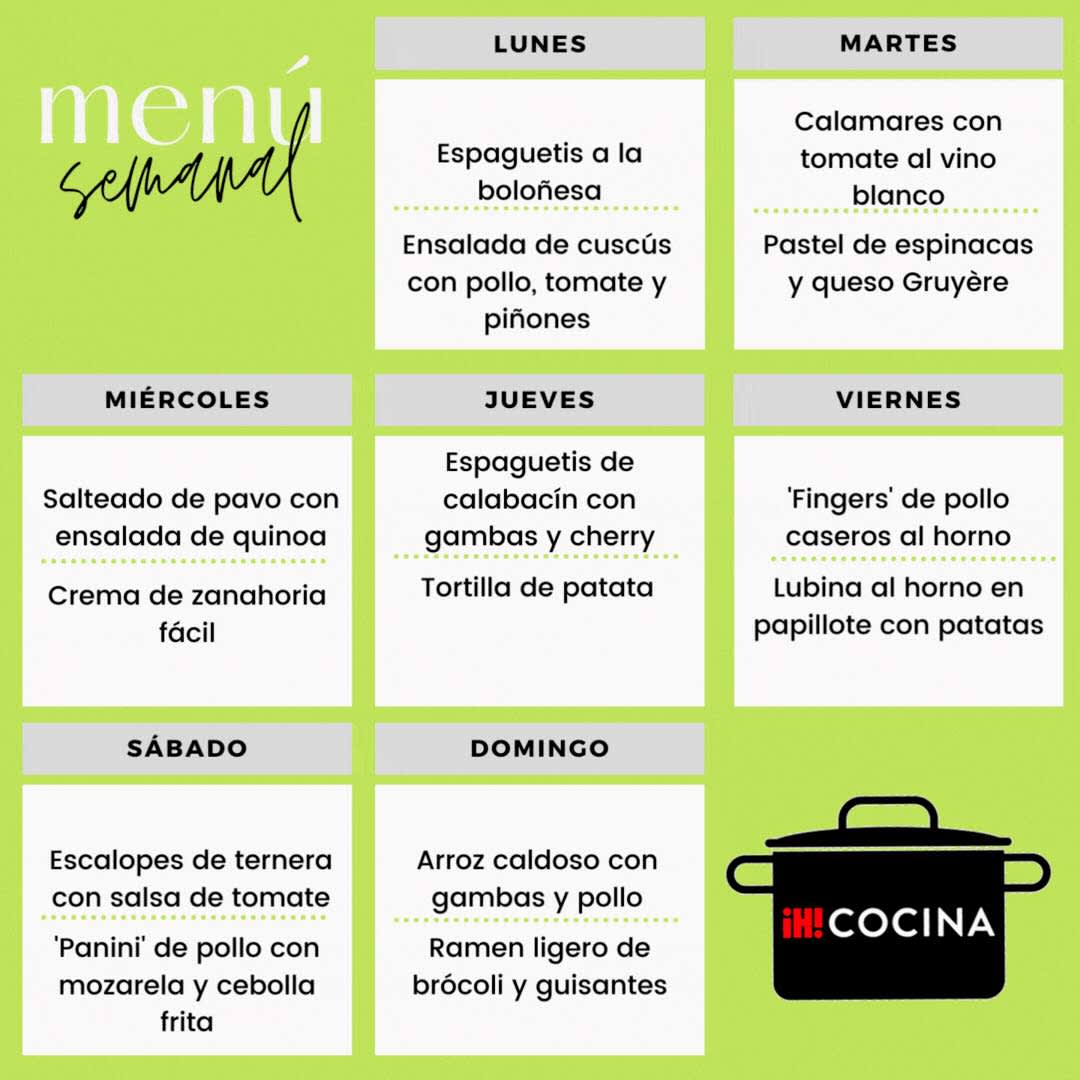 menú
semanal
LUNES
Espaguetis a la
boloñesa
Ensalada de cuscús
con pollo, tomate y
piñones
MARTES
Calamares con
tomate al vino
blanco
Pastel de espinacas
y queso Gruyère
MIÉRCOLES
Salteado de pavo con
ensalada de quinoa
Crema de zanahoria
fácil
JUEVES
Espaguetis de
calabacín con
gambas y cherry
Tortilla de patata
VIERNES
'Fingers' de pollo
caseros al horno
Lubina al horno en
papillote con patatas
SÁBADO
Escalopes de ternera
con salsa de tomate
'Panini' de pollo con
mozarela y cebolla
frita
DOMINGO
Arroz caldoso con
gambas y pollo
Ramen ligero de
brócoli y guisantes
¡H! COCINA